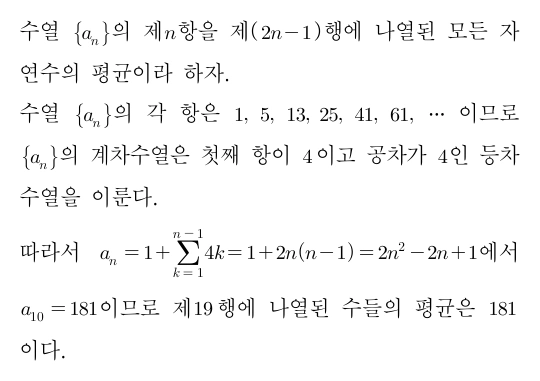 수열 {aₙ}의 제n항을 제(2n−1)행에 나열된 모든 자
연수의 평균이라 하자.
수열 {aₙ}의 각 항은 1, 5, 13, 25, 41, 61, ⋯ 이므로
{aₙ}의 계차수열은 첫째 항이 4이고 공차가 4인 등차
수열을 이룬다.
따라서 aₙ = 1 + ∑_{k=1}^{n−1} 4k = 1 + 2n(n−1) = 2n² − 2n + 1에서
a₁₀ = 181이므로 제19행에 나열된 수들의 평균은 181
이다.